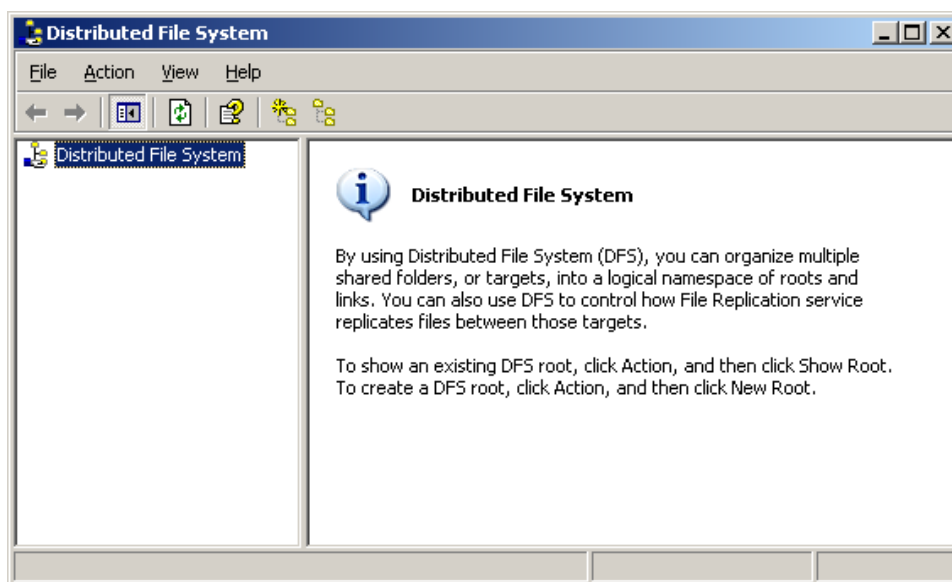 Distributed File System
File Action View Help
Distributed File System
Distributed File System
By using Distributed File System (DFS), you can organize multiple
shared folders, or targets, into a logical namespace of roots and
links. You can also use DFS to control how File Replication service
replicates files between those targets.
To show an existing DFS root, click Action, and then click Show Root.
To create a DFS root, click Action, and then click New Root.